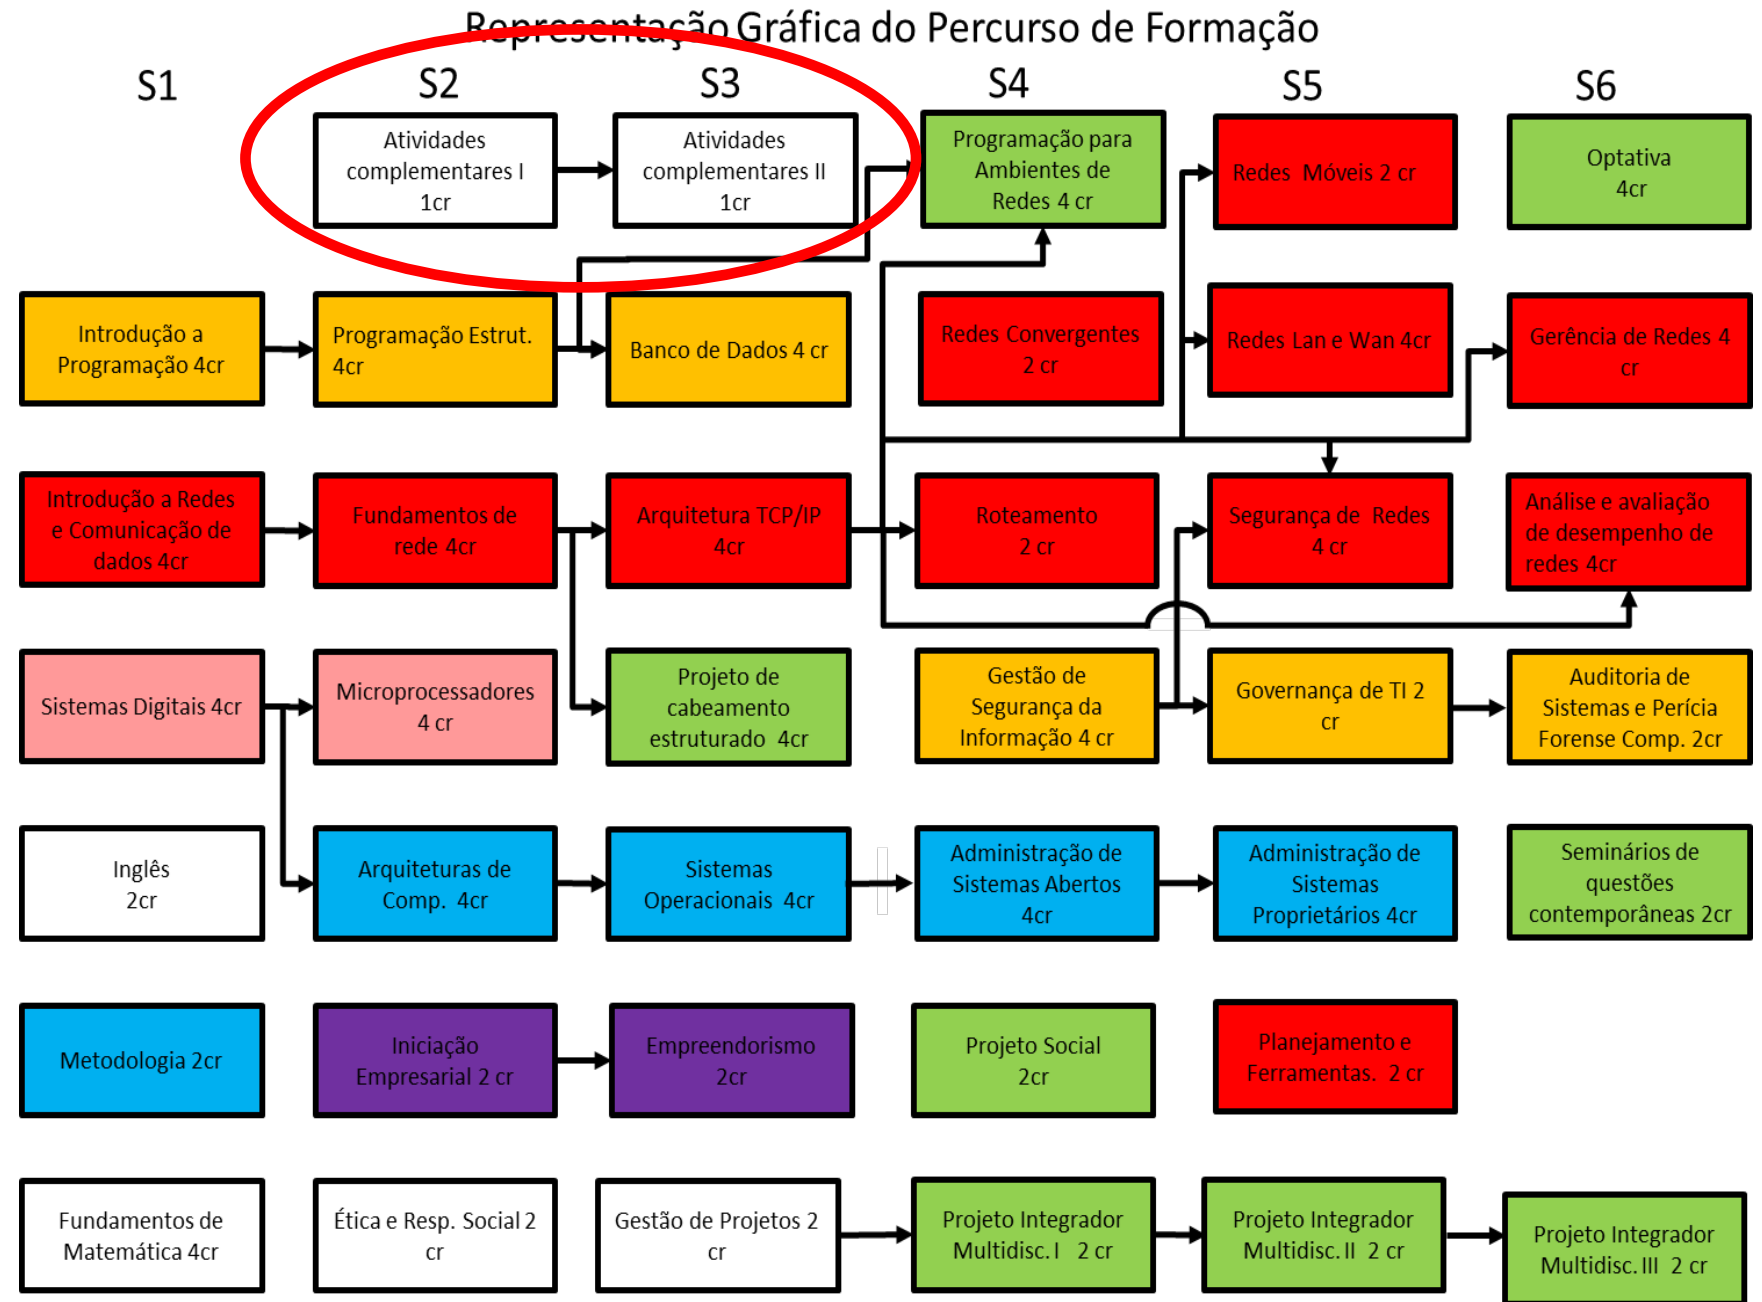 Representação Gráfica do Percurso de Formação
S1
S2
S3
S4
S5
S6
Atividades
complementares I
1cr
Atividades
complementares II
1cr
Programação para
Ambientes de
Redes 4 cr
Redes Móveis 2 cr
Optativa
4cr
Introdução a
Programação 4cr
Programação Estrut.
4cr
Banco de Dados 4 cr
Redes Convergentes
2 cr
Redes Lan e Wan 4cr
Gerência de Redes 4
cr
Introdução a Redes
e Comunicação de
dados 4cr
Fundamentos de
rede 4cr
Arquitetura TCP/IP
4cr
Roteamento
2 cr
Segurança de Redes
4 cr
Análise e avaliação
de desempenho de
redes 4cr
Sistemas Digitais 4cr
Microprocessadores
4 cr
Projeto de
cabeamento
estruturado 4cr
Gestão de
Segurança da
Informação 4 cr
Governança de TI 2
cr
Auditoria de
Sistemas e Perícia
Forense Comp. 2cr
Inglês
2cr
Arquiteturas de
Comp. 4cr
Sistemas
Operacionais 4cr
Administração de
Sistemas Abertos
4cr
Administração de
Sistemas
Proprietários 4cr
Seminários de
questões
contemporâneas 2cr
Metodologia 2cr
Iniciação
Empresarial 2 cr
Empreendorismo
2cr
Projeto Social
2cr
Planejamento e
Ferramentas. 2 cr
Fundamentos de
Matemática 4cr
Ética e Resp. Social 2
cr
Gestão de Projetos 2
cr
Projeto Integrador
Multidisc. I 2 cr
Projeto Integrador
Multidisc. II 2 cr
Projeto Integrador
Multidisc. III 2 cr